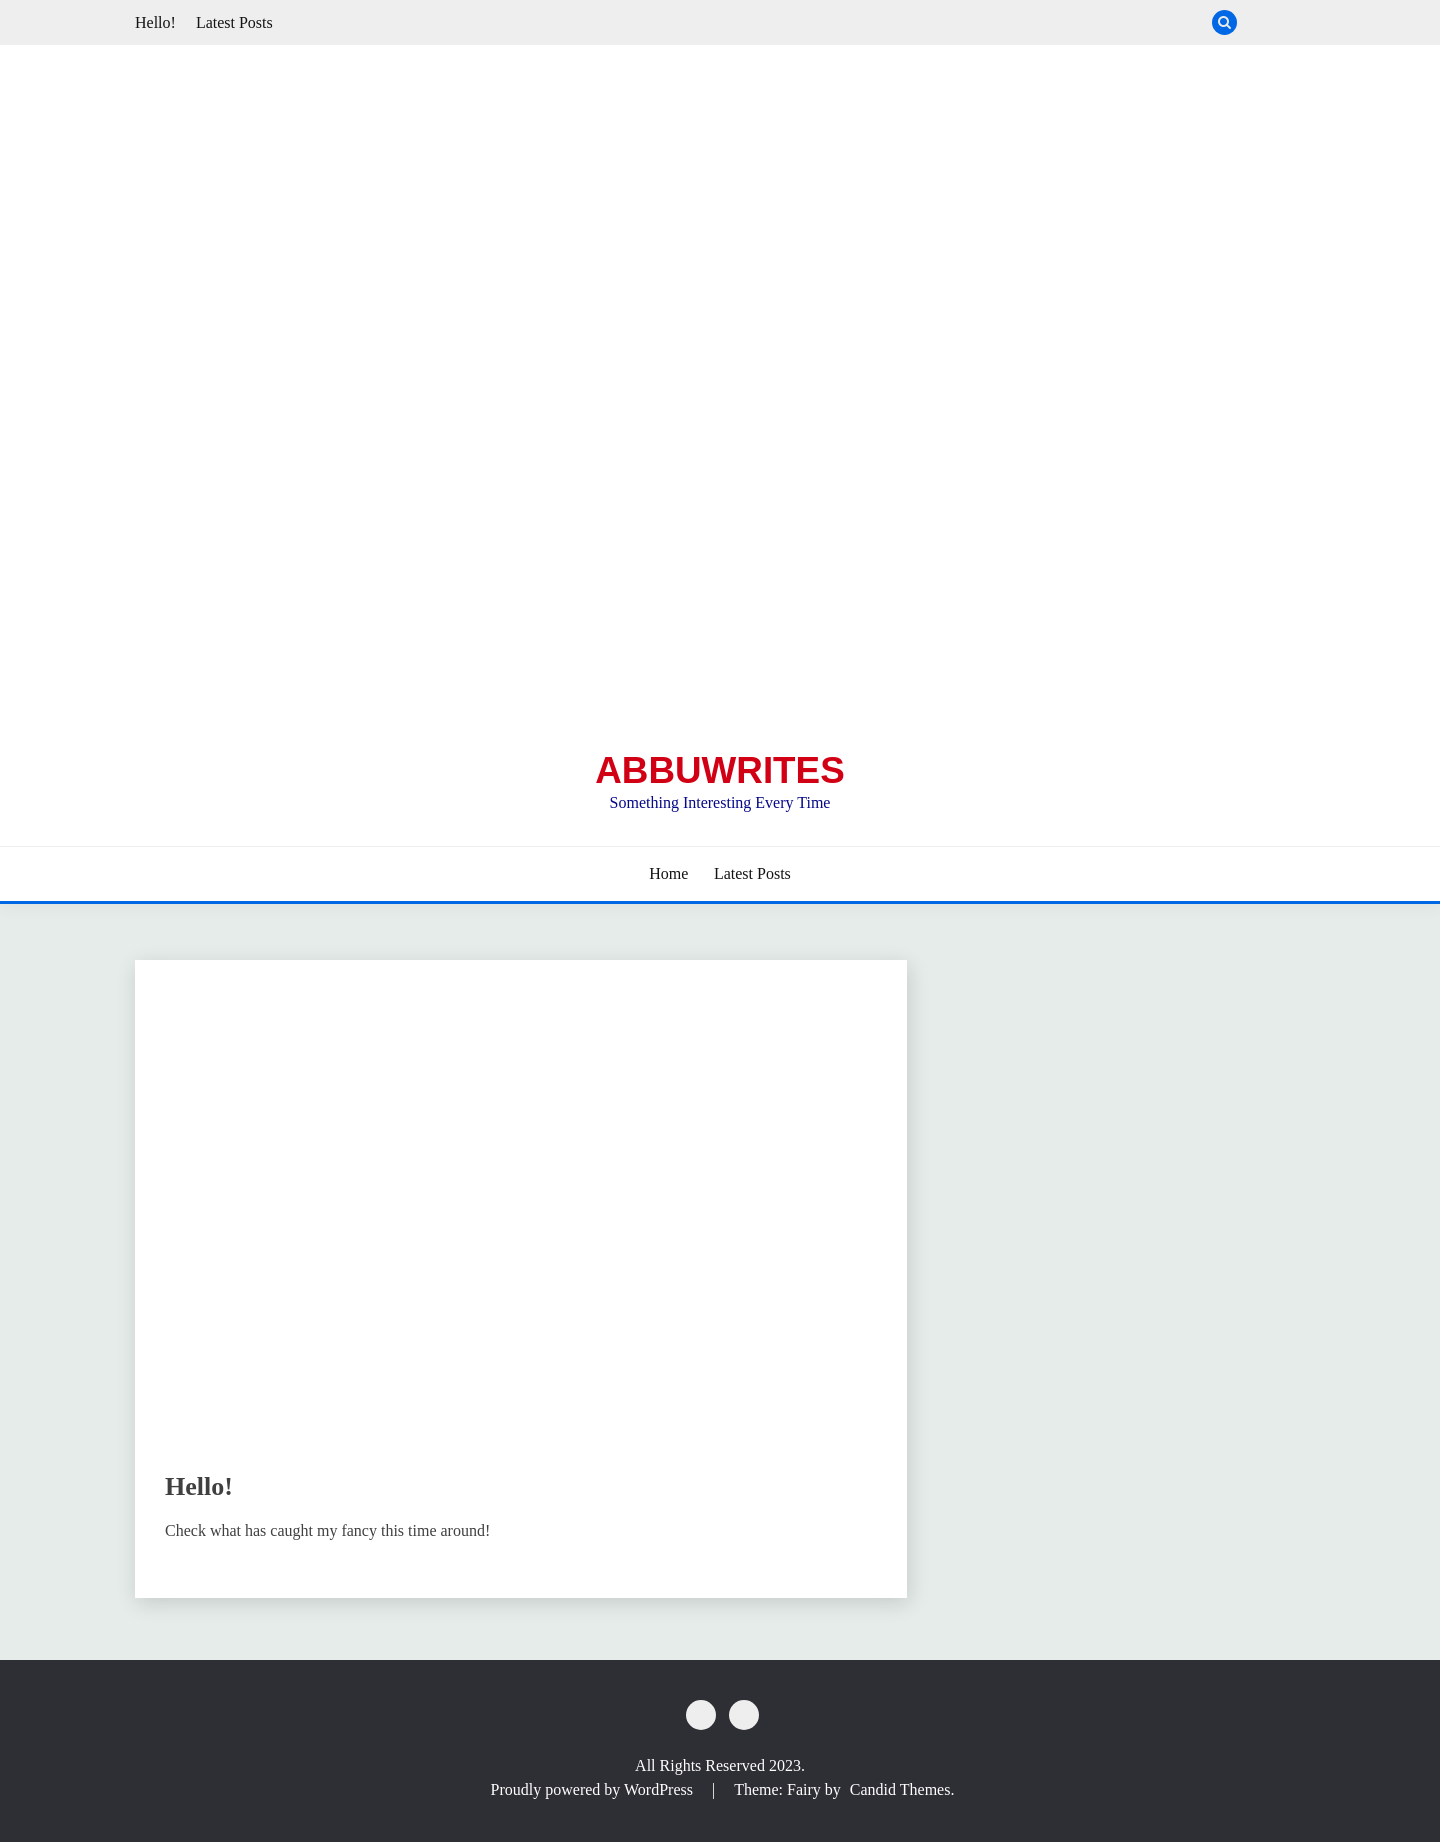 Hello! Latest Posts
ABBUWRITES
Something Interesting Every Time
Home Latest Posts
Hello!
Check what has caught my fancy this time around!
All Rights Reserved 2023.
Proudly powered by WordPress | Theme: Fairy by Candid Themes.